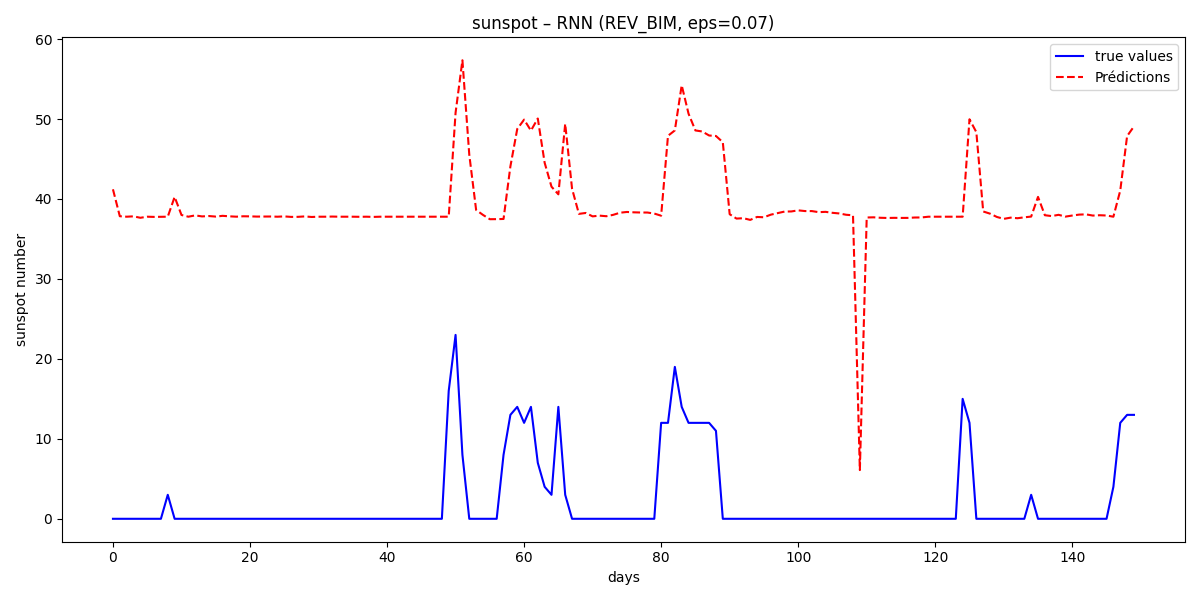 sunspot – RNN (REV_BIM, eps=0.07)
true values
Prédictions
sunspot number
60
50
40
30
20
10
0
0 20 40 60 80 100 120 140
days